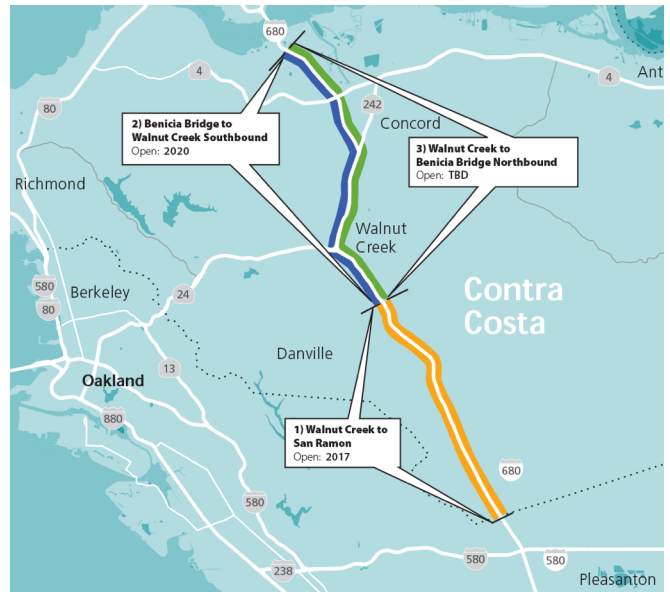 680
4
4
Ant
80
242
2) Benicia Bridge to
Walnut Creek Southbound
Open: 2020
Concord
3) Walnut Creek to
Benicia Bridge Northbound
Open: TBD
Richmond
Walnut
Creek
580
80
Berkeley
24
Contra
Costa
Danville
13
Oakland
880
1) Walnut Creek to
San Ramon
Open: 2017
680
580
580
580
238
Pleasanton